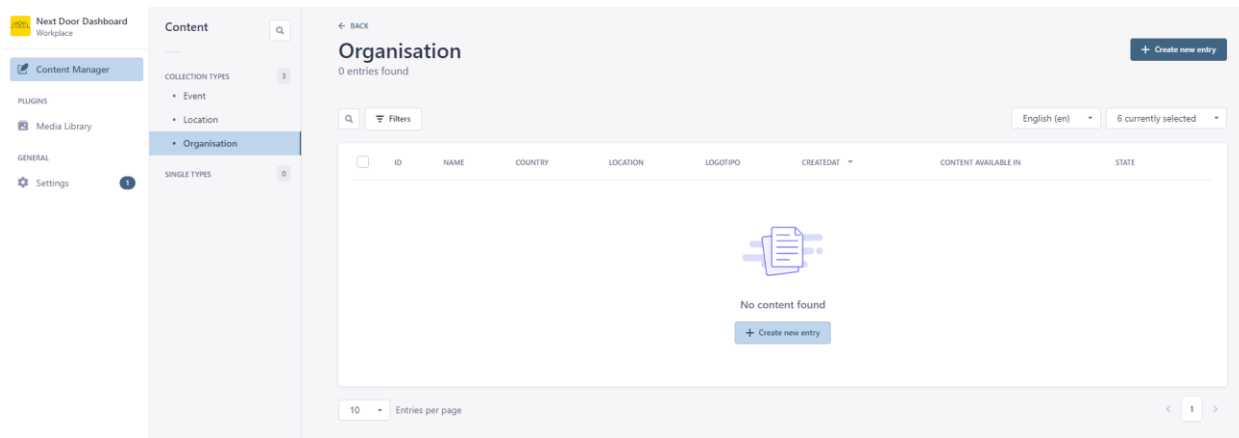 Next Door Dashboard
Workplace
Content Manager
PLUGINS
Media Library
GENERAL
Settings 1
Content
COLLECTION TYPES 3
• Event
• Location
• Organisation
SINGLE TYPES 0
← BACK
Organisation
0 entries found
+ Create new entry
Filters
English (en)
6 currently selected
ID NAME COUNTRY LOCATION LOGOTIPO CREATEDAT CONTENT AVAILABLE IN STATE
No content found
+ Create new entry
10 Entries per page
< 1 >